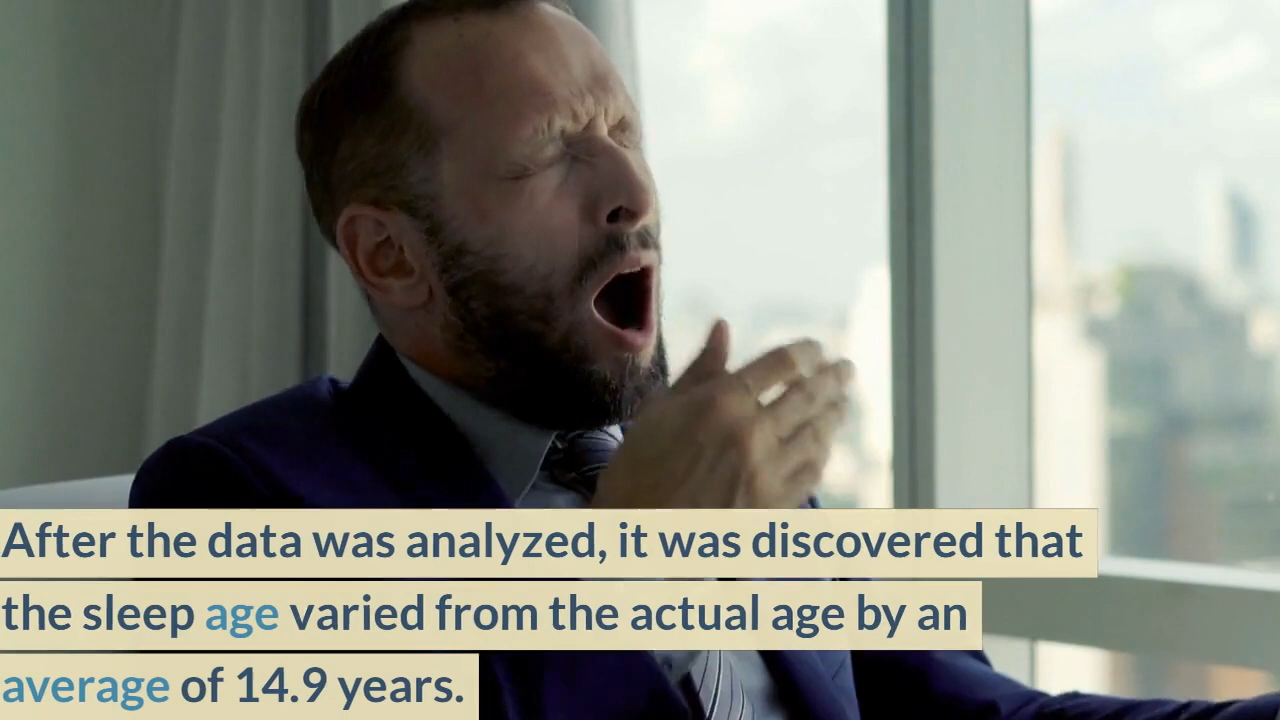 After the data was analyzed, it was discovered that
the sleep age varied from the actual age by an
average of 14.9 years.